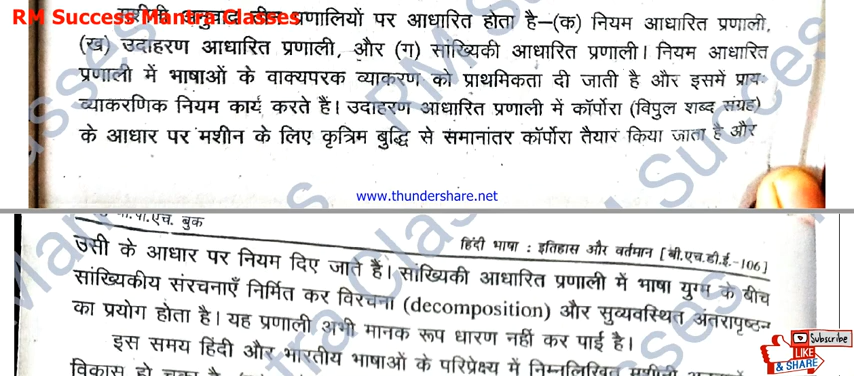 RM Success Mantra Classes
मशीनी अनुवाद तीन प्रणालियों पर आधारित होता है–(क) नियम आधारित प्रणाली,
(ख) उदाहरण आधारित प्रणाली, और (ग) सांख्यिकी आधारित प्रणाली। नियम आधारित
प्रणाली में भाषाओं के वाक्यपरक व्याकरण को प्राथमिकता दी जाती है और इसमें प्रायः
व्याकरणिक नियम कार्य करते हैं। उदाहरण आधारित प्रणाली में कॉर्पोरा (विपुल शब्द संग्रह)
के आधार पर मशीन के लिए कृत्रिम बुद्धि से समानांतर कॉर्पोरा तैयार किया जाता है और
www.thundershare.net
बुक
हिंदी भाषा : इतिहास और वर्तमान [बी.एच.डी.ई.-106]
उसी के आधार पर नियम दिए जाते हैं। सांख्यिकी आधारित प्रणाली में भाषा युग्म के बीच
सांख्यिकीय संरचनाएँ निर्मित कर विरचना (decomposition) और सुव्यवस्थित अंतरापृष्ठन
का प्रयोग होता है। यह प्रणाली अभी मानक रूप धारण नहीं कर पाई है।
इस समय हिंदी और भारतीय भाषाओं के परिप्रेक्ष्य में निम्नलिखित मशीनी
विकास हो चुका है
Subscribe
LIKE
& SHARE